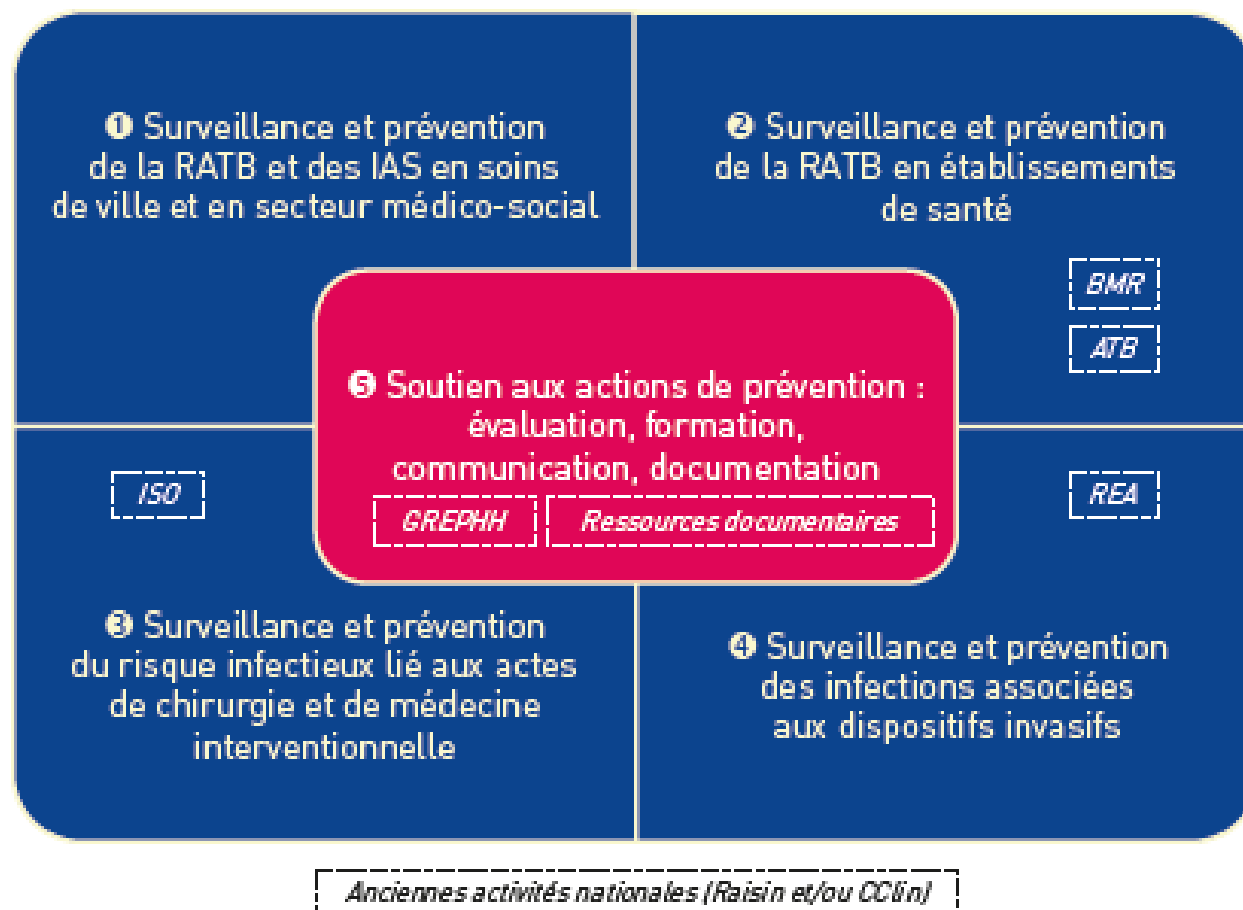 ❶ Surveillance et prévention
de la RATB et des IAS en soins
de ville et en secteur médico-social
❷ Surveillance et prévention
de la RATB en établissements
de santé
BMR
ATB
❺ Soutien aux actions de prévention :
évaluation, formation,
communication, documentation
GREPHH
Ressources documentaires
ISO
REA
❸ Surveillance et prévention
du risque infectieux lié aux actes
de chirurgie et de médecine
interventionnelle
❹ Surveillance et prévention
des infections associées
aux dispositifs invasifs
Anciennes activités nationales (Raisin et/ou CClin)